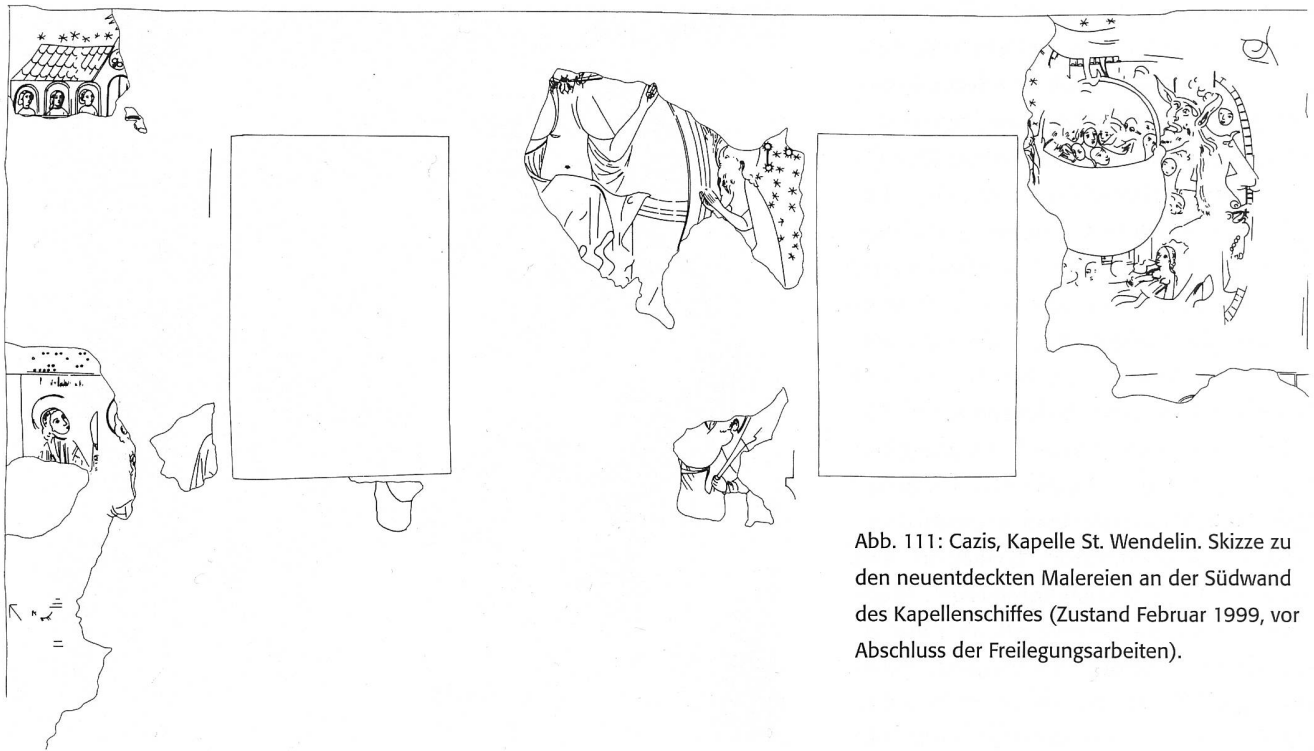 Abb. 111: Cazis, Kapelle St. Wendelin. Skizze zu
den neuentdeckten Malereien an der Südwand
des Kapellenschiffes (Zustand Februar 1999, vor
Abschluss der Freilegungsarbeiten).